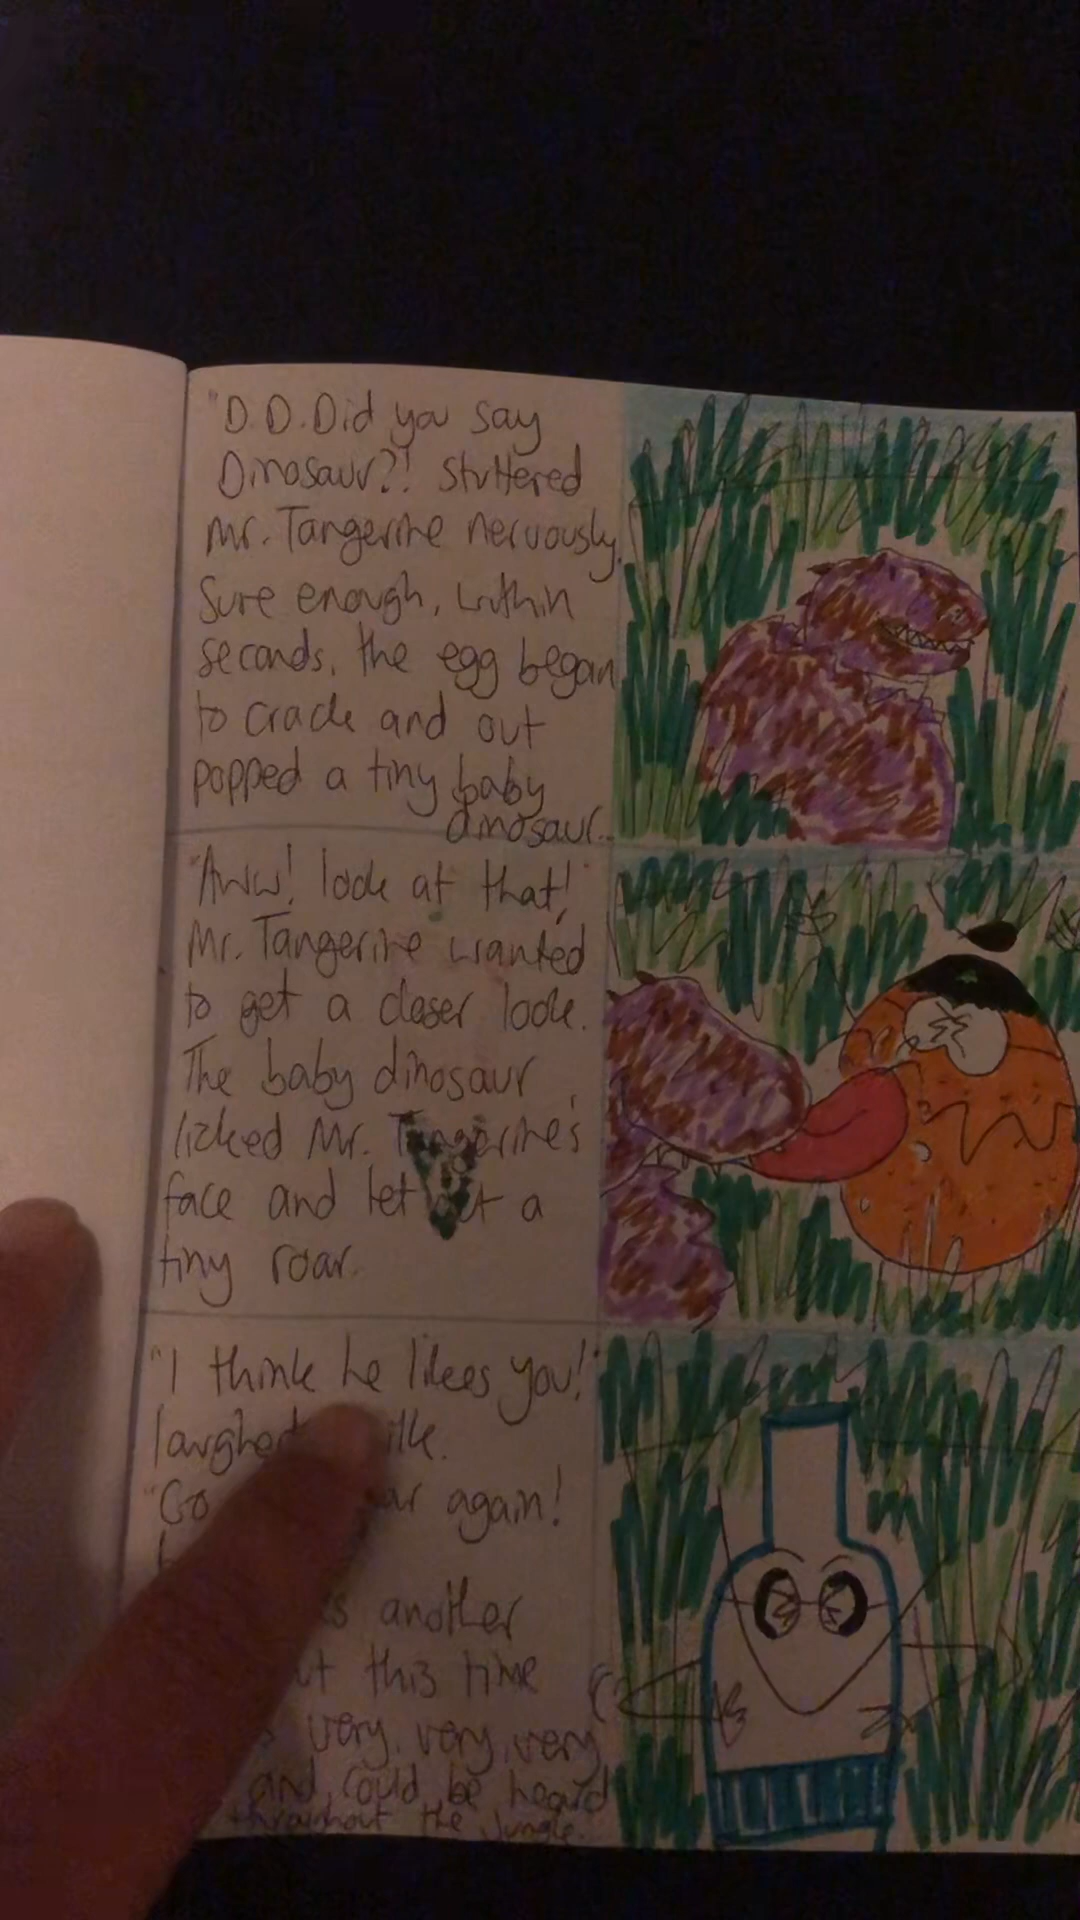 "D.D.Did you say
Dinosaur?! stuttered
Mr. Tangerine nervously.
Sure enough, within
seconds, the egg began
to crack and out
popped a tiny baby
dinosaur..
"Aww! look at that!"
Mr. Tangerine wanted
to get a closer look.
The baby dinosaur
licked Mr. Tangerine's
face and let out a
tiny roar.
"I think he likes you!"
laughed
"Go again!
another
this time
very, very, very
and could be heard
throughout the jungle.